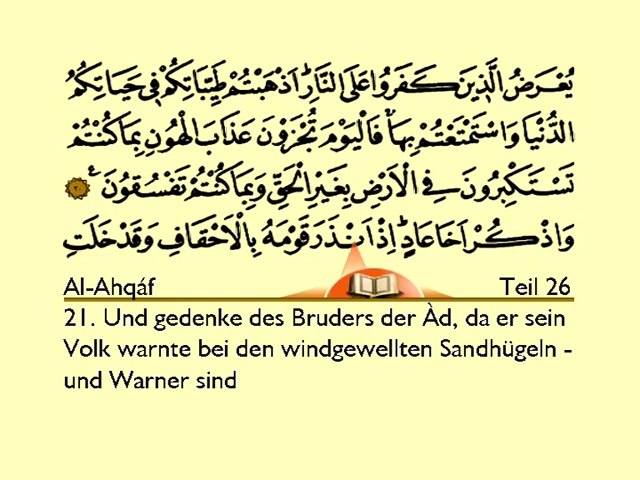 يُعْرَضُ الَّذِينَ كَفَرُوا عَلَى النَّارِ اَذْهَبْتُمْ طَيِّبَاتِكُمْ فِي حَيَاتِكُمُ
الدُّنْيَا وَاسْتَمْتَعْتُمْ بِهَا فَالْيَوْمَ تُجْزَوْنَ عَذَابَ الْهُونِ بِمَا كُنْتُمْ
تَسْتَكْبِرُونَ فِي الْاَرْضِ بِغَيْرِ الْحَقِّ وَبِمَا كُنْتُمْ تَفْسُقُونَ ع ٢٠
وَاذْكُرْ اَخَا عَادٍ اِذْ اَنْذَرَ قَوْمَهُ بِالْاَحْقَافِ وَقَدْ خَلَتِ
Al-Ahqáf Teil 26
21. Und gedenke des Bruders der Àd, da er sein
Volk warnte bei den windgewellten Sandhügeln -
und Warner sind